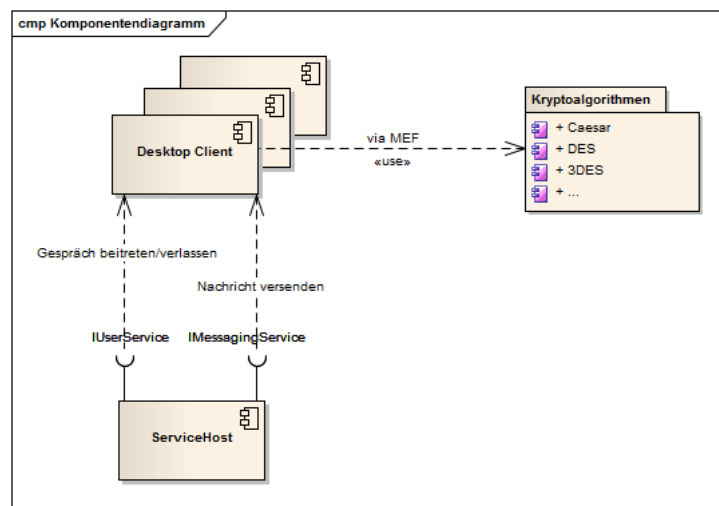 cmp Komponentendiagramm
Desktop Client
via MEF
«use»
Kryptoalgorithmen
+ Caesar
+ DES
+ 3DES
+ ...
Gespräch beitreten/verlassen
Nachricht versenden
IUserService
IMessagingService
ServiceHost